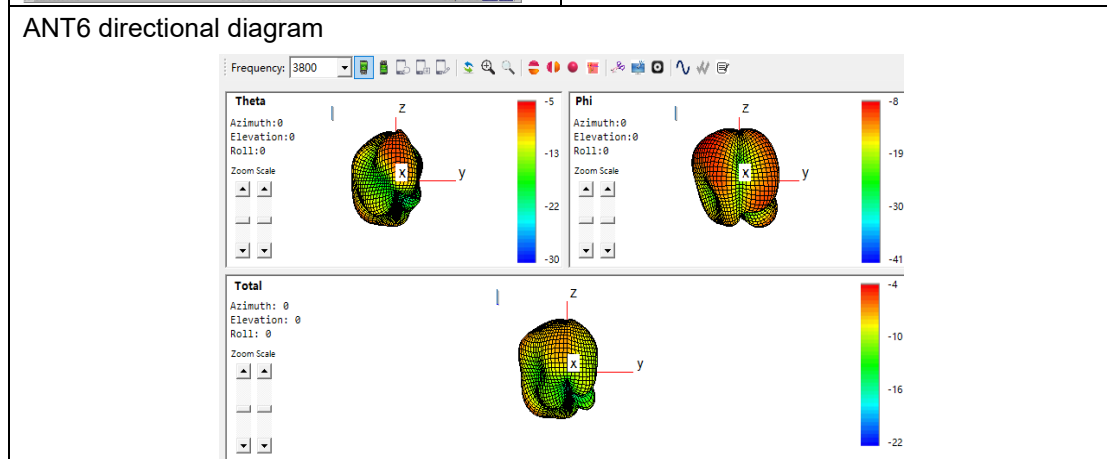 ANT6 directional diagram
Frequency: 3800
Theta
Azimuth:0
Elevation:0
Roll:0
Zoom Scale
z
x
y
-5
-13
-22
-30
Phi
Azimuth:0
Elevation:0
Roll:0
Zoom Scale
z
x
y
-8
-19
-30
-41
Total
Azimuth: 0
Elevation: 0
Roll: 0
Zoom Scale
z
x
y
-4
-10
-16
-22